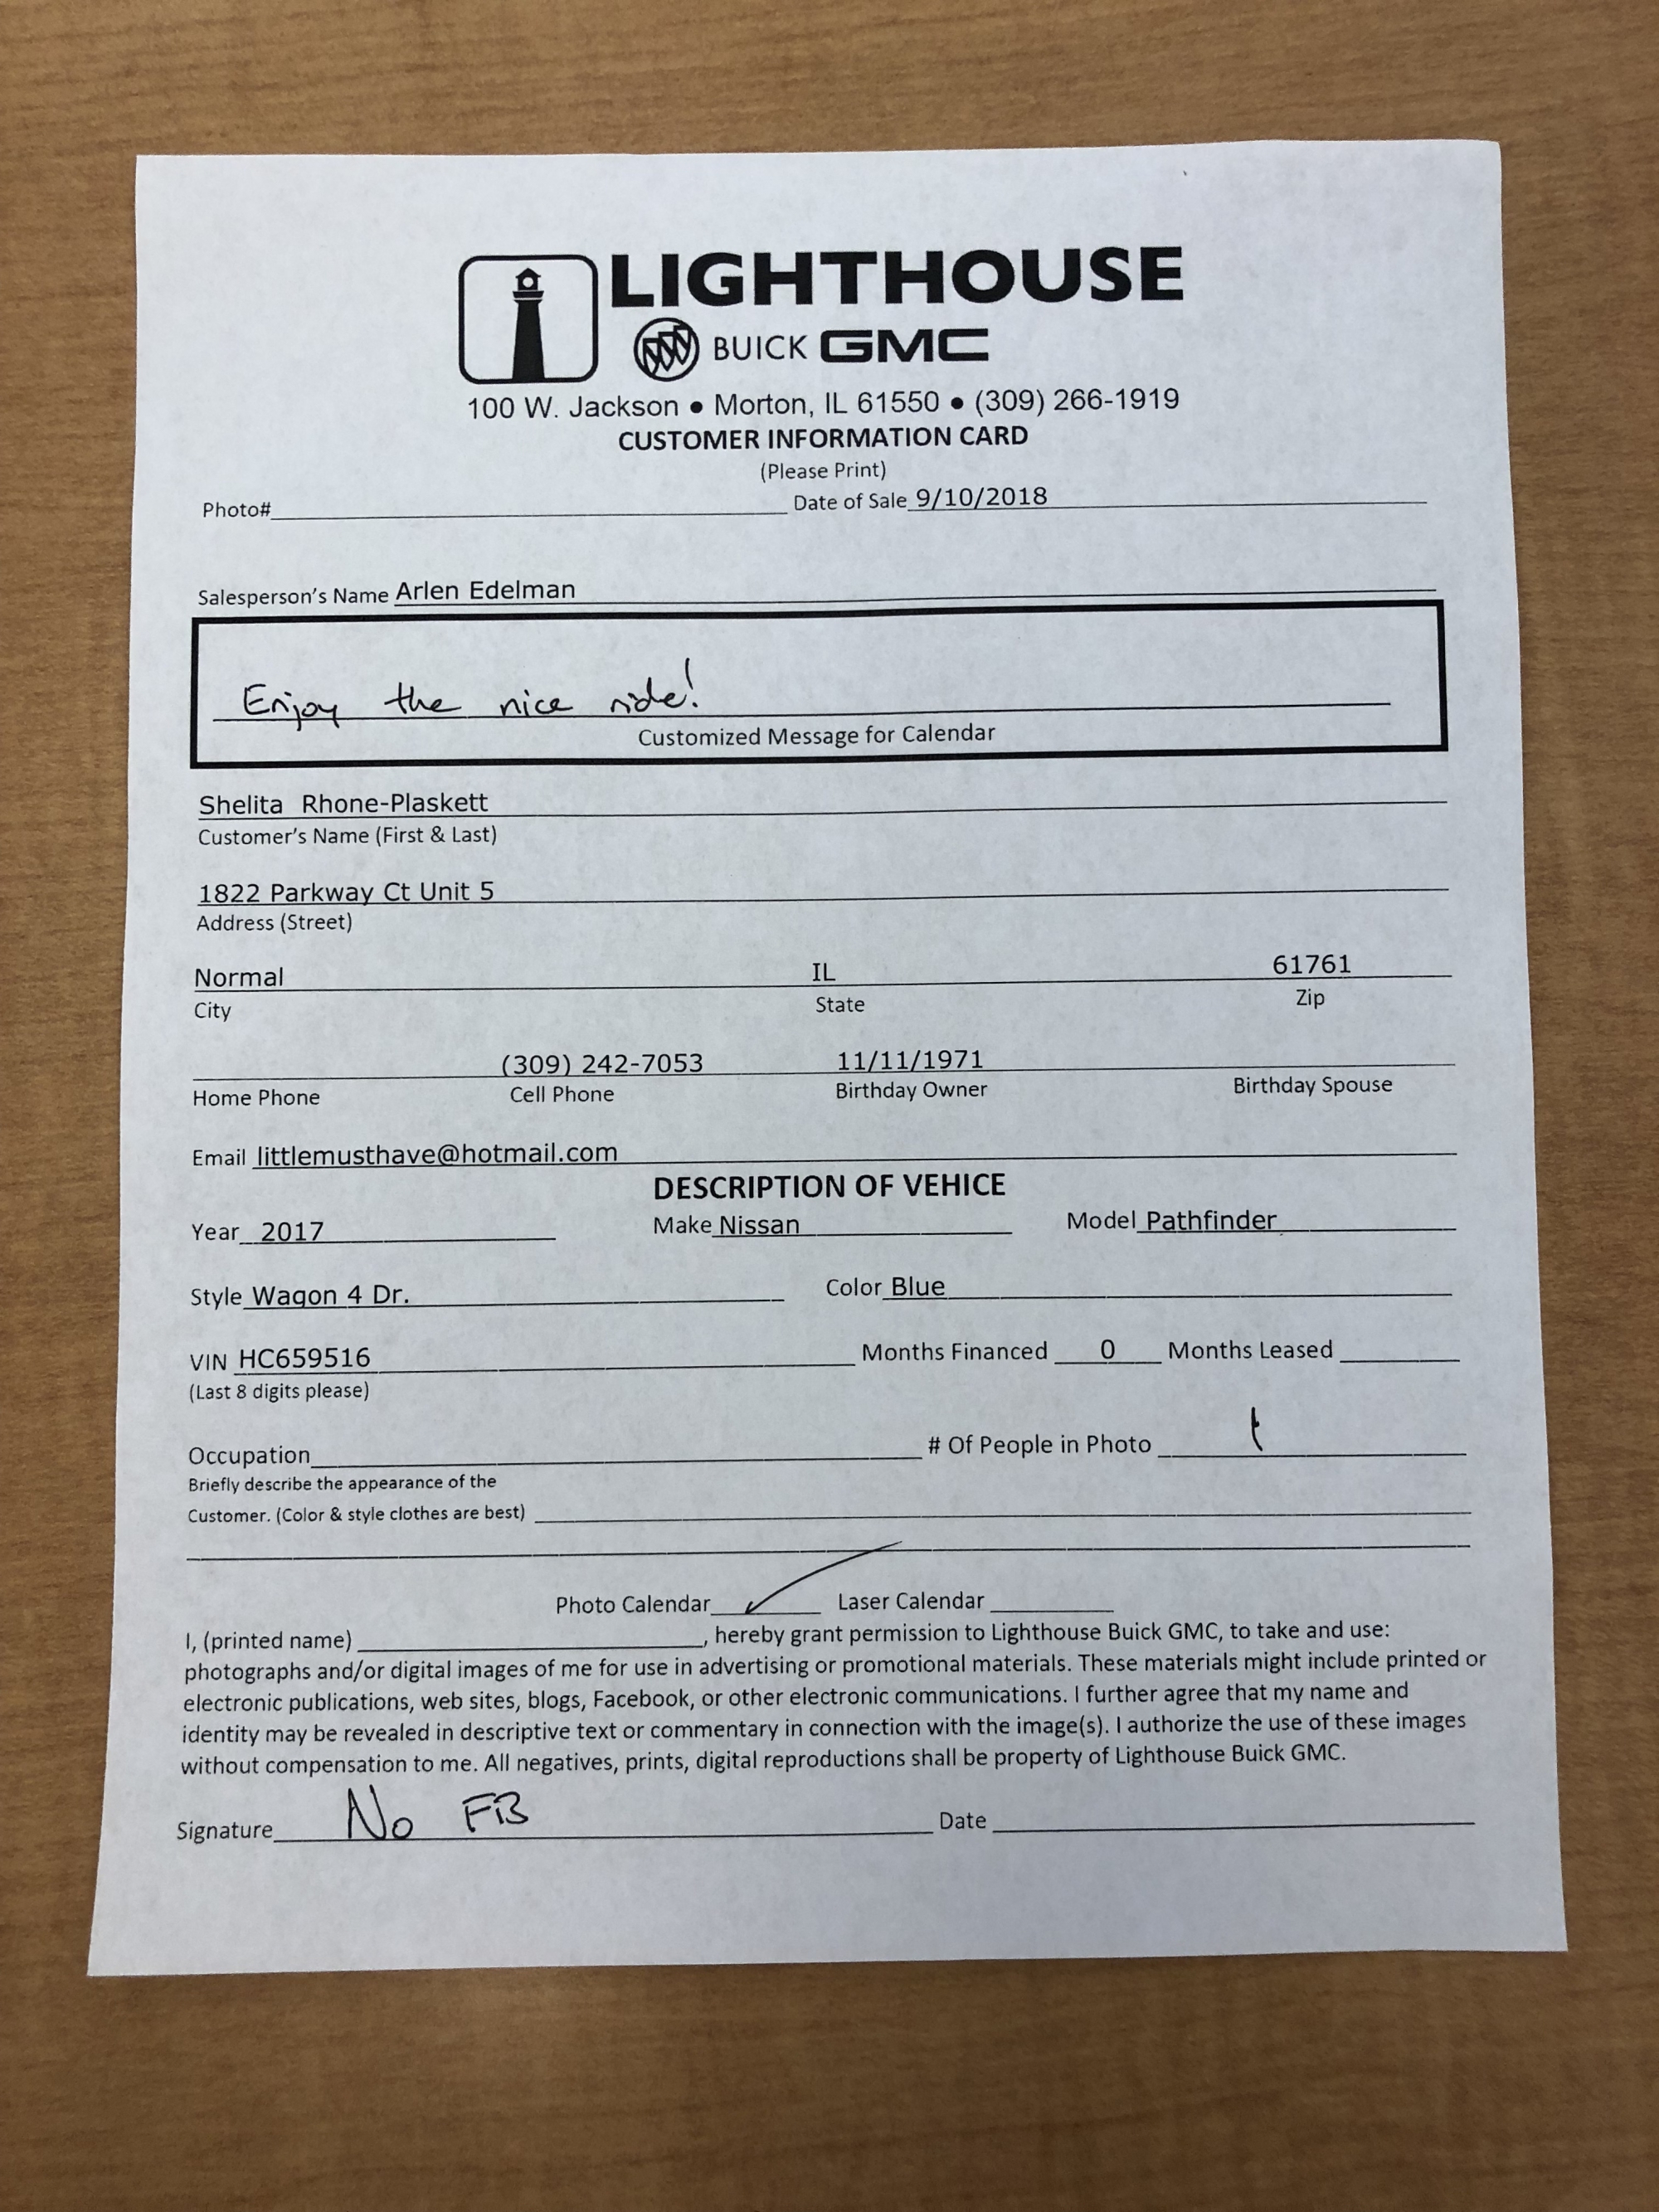 LIGHTHOUSE
BUICK GMC
100 W. Jackson • Morton, IL 61550 • (309) 266-1919
CUSTOMER INFORMATION CARD
(Please Print)
Photo# Date of Sale 9/10/2018
Salesperson's Name Arlen Edelman
Enjoy the nice ride!
Customized Message for Calendar
Shelita Rhone-Plaskett
Customer's Name (First & Last)
1822 Parkway Ct Unit 5
Address (Street)
Normal IL 61761
City State Zip
(309) 242-7053 11/11/1971
Home Phone Cell Phone Birthday Owner Birthday Spouse
Email littlemusthave@hotmail.com
DESCRIPTION OF VEHICE
Year 2017 Make Nissan Model Pathfinder
Style Wagon 4 Dr. Color Blue
VIN HC659516 Months Financed 0 Months Leased
(Last 8 digits please)
Occupation # Of People in Photo
Briefly describe the appearance of the
Customer. (Color & style clothes are best)
Photo Calendar Laser Calendar
I, (printed name) , hereby grant permission to Lighthouse Buick GMC, to take and use:
photographs and/or digital images of me for use in advertising or promotional materials. These materials might include printed or
electronic publications, web sites, blogs, Facebook, or other electronic communications. I further agree that my name and
identity may be revealed in descriptive text or commentary in connection with the image(s). I authorize the use of these images
without compensation to me. All negatives, prints, digital reproductions shall be property of Lighthouse Buick GMC.
Signature No FB Date